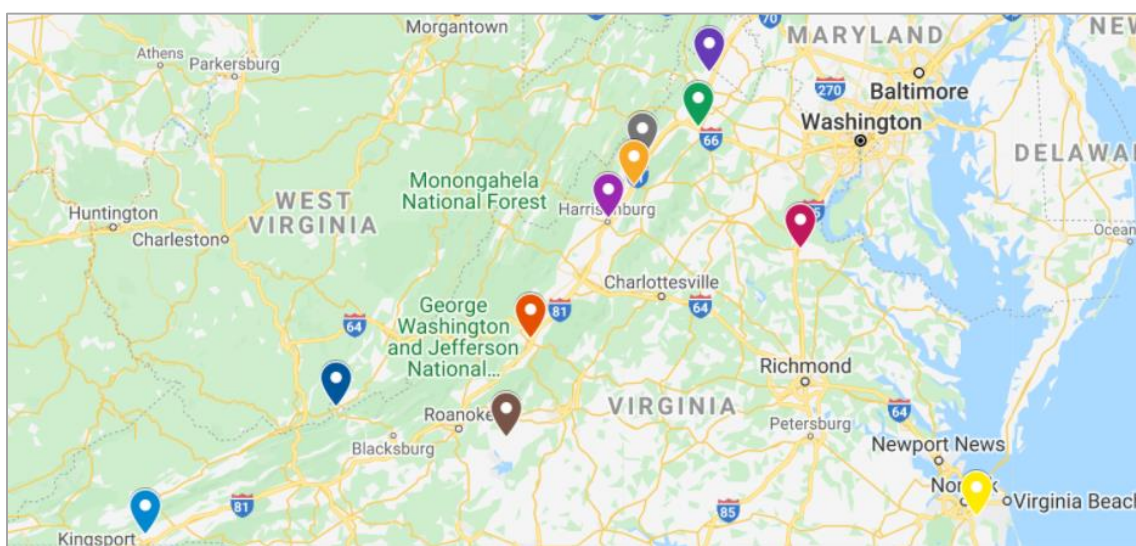 Morgantown
70
MARYLAND
NEW
Athens
Parkersburg
270
Baltimore
Washington
66
DELAWA
Monongahela
National Forest
WEST
VIRGINIA
Huntington
Charleston
Harrisonburg
Ocean
Charlottesville
George
Washington
and Jefferson
National...
81
64
64
Richmond
VIRGINIA
Roanoke
Blacksburg
Petersburg
64
Newport News
Norfolk
Virginia Beach
81
85
Kingsport